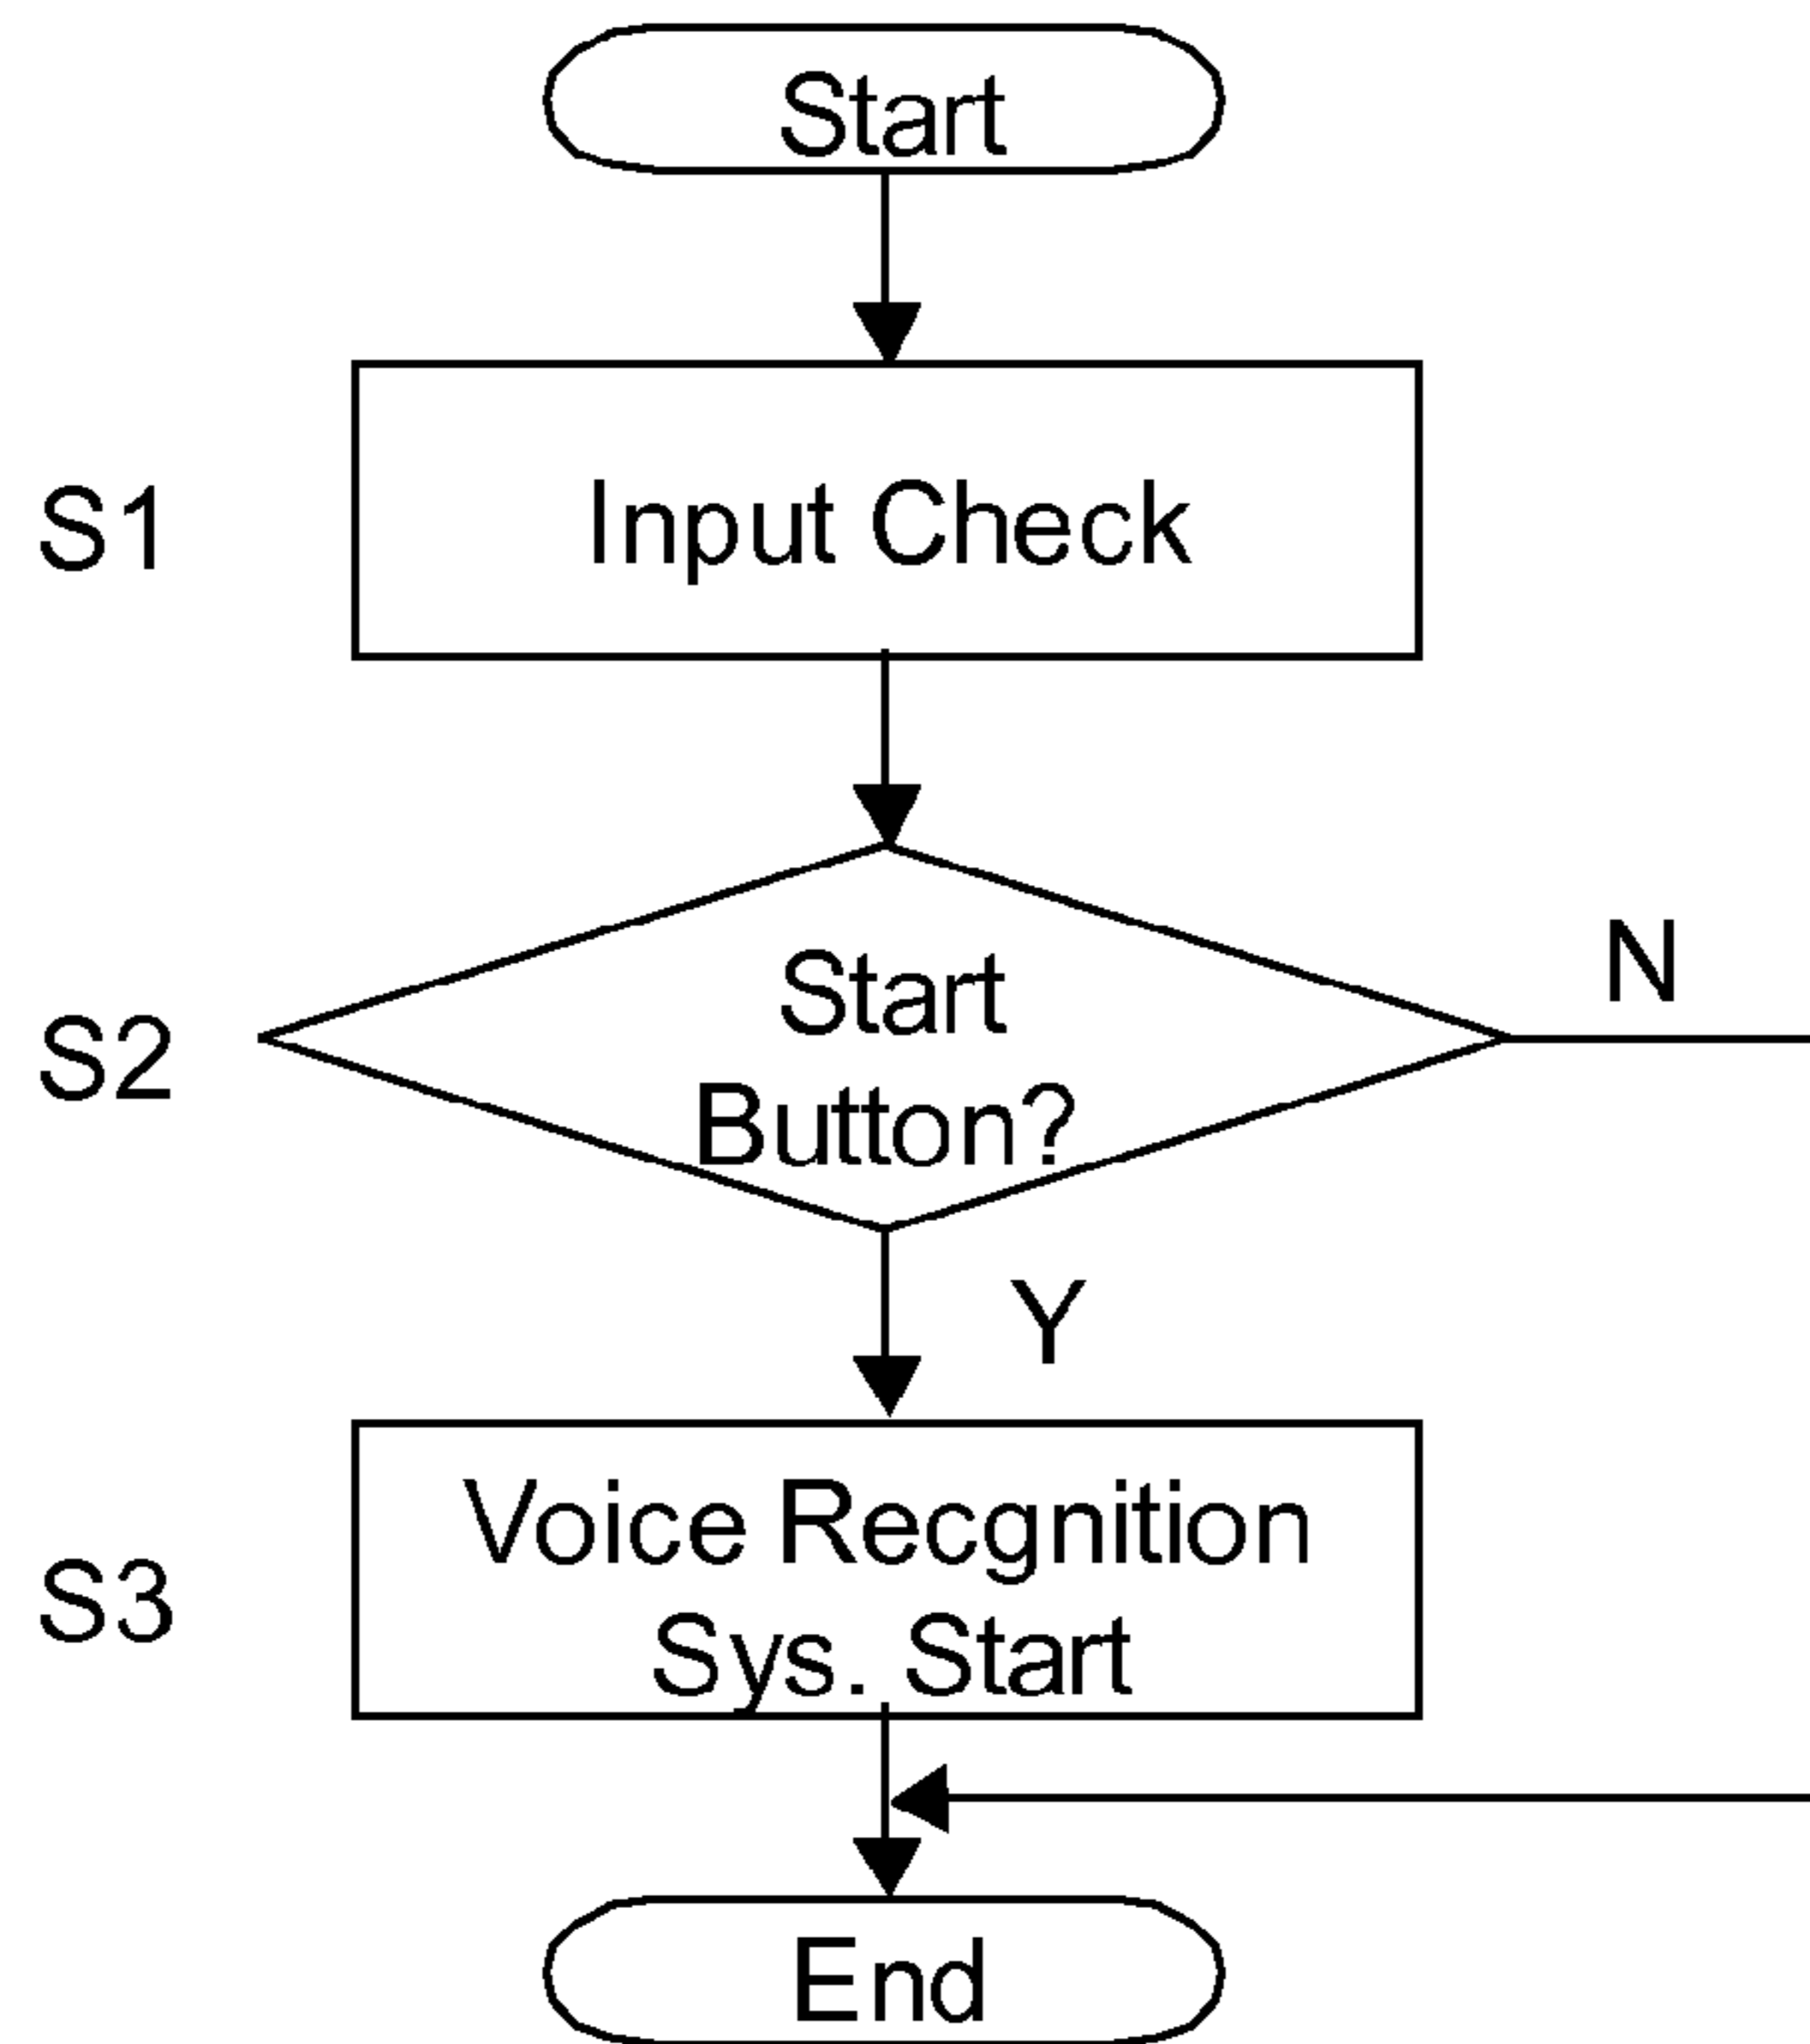 Start
S1
Input Check
S2
Start
Button?
N
Y
S3
Voice Recgnition
Sys. Start
End